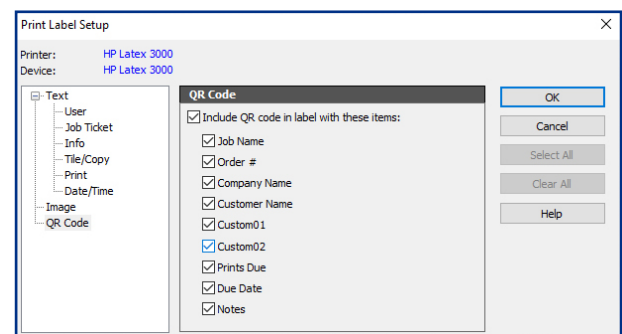 Print Label Setup
Printer: HP Latex 3000
Device: HP Latex 3000
Text
User
Job Ticket
Info
Tile/Copy
Print
Date/Time
Image
QR Code
QR Code
Include QR code in label with these items:
Job Name
Order #
Company Name
Customer Name
Custom01
Custom02
Prints Due
Due Date
Notes
OK
Cancel
Select All
Clear All
Help